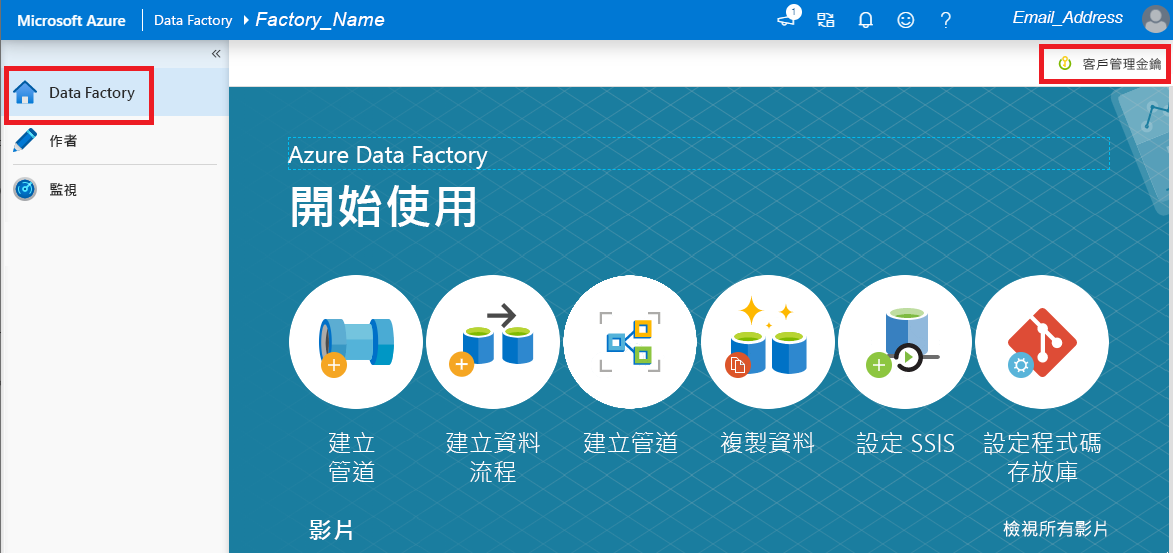 Microsoft Azure Data Factory Factory_Name 1 ? Email_Address
«
客戶管理金鑰
Data Factory
作者
監視
Azure Data Factory
開始使用
建立
管道
建立資料
流程
建立管道
複製資料
設定 SSIS
設定程式碼
存放庫
影片
檢視所有影片